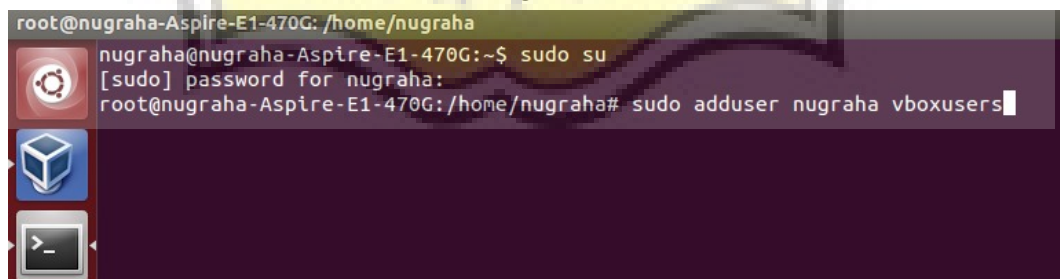 root@nugraha-Aspire-E1-470G: /home/nugraha
nugraha@nugraha-Aspire-E1-470G:~$ sudo su
[sudo] password for nugraha:
root@nugraha-Aspire-E1-470G:/home/nugraha# sudo adduser nugraha vboxusers
>_